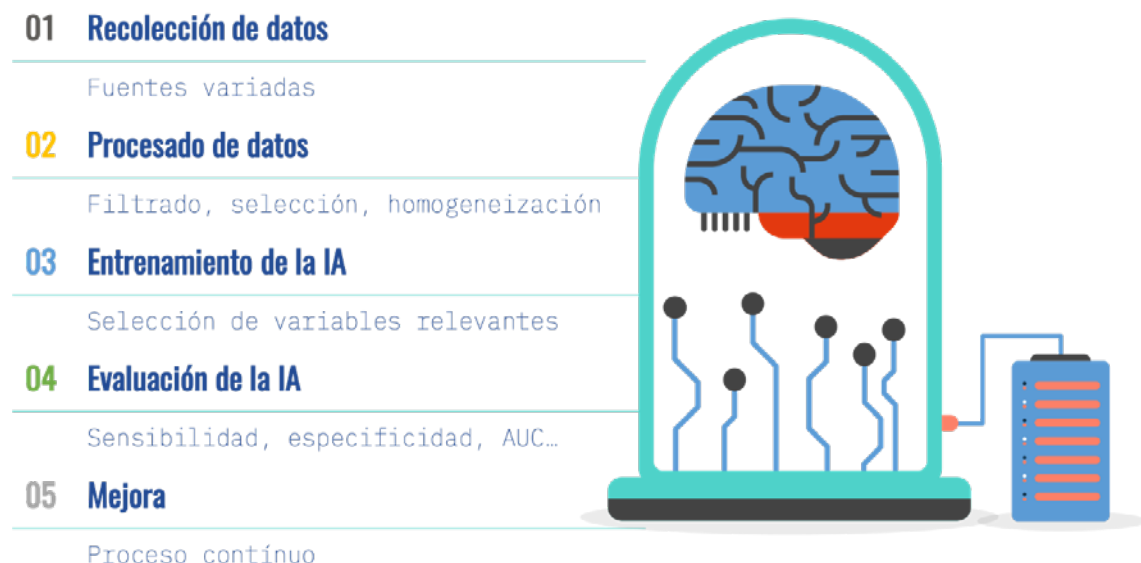 01 Recolección de datos
Fuentes variadas
02 Procesado de datos
Filtrado, selección, homogeneización
03 Entrenamiento de la IA
Selección de variables relevantes
04 Evaluación de la IA
Sensibilidad, especificidad, AUC…
05 Mejora
Proceso contínuo